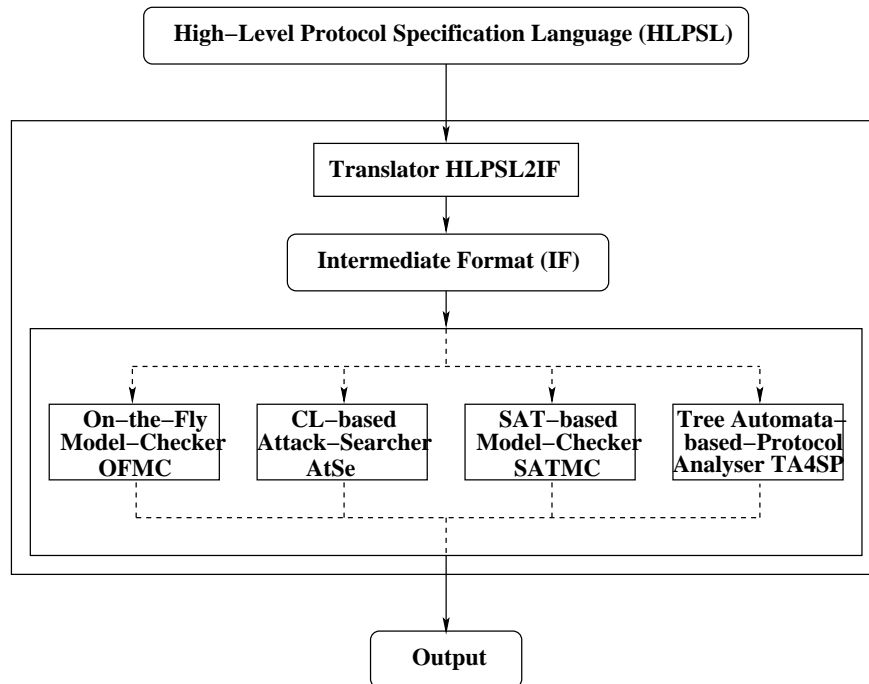 High−Level Protocol Specification Language (HLPSL)
Translator HLPSL2IF
Intermediate Format (IF)
On−the−Fly
Model−Checker
OFMC
CL−based
Attack−Searcher
AtSe
SAT−based
Model−Checker
SATMC
Tree Automata−
based−Protocol
Analyser TA4SP
Output